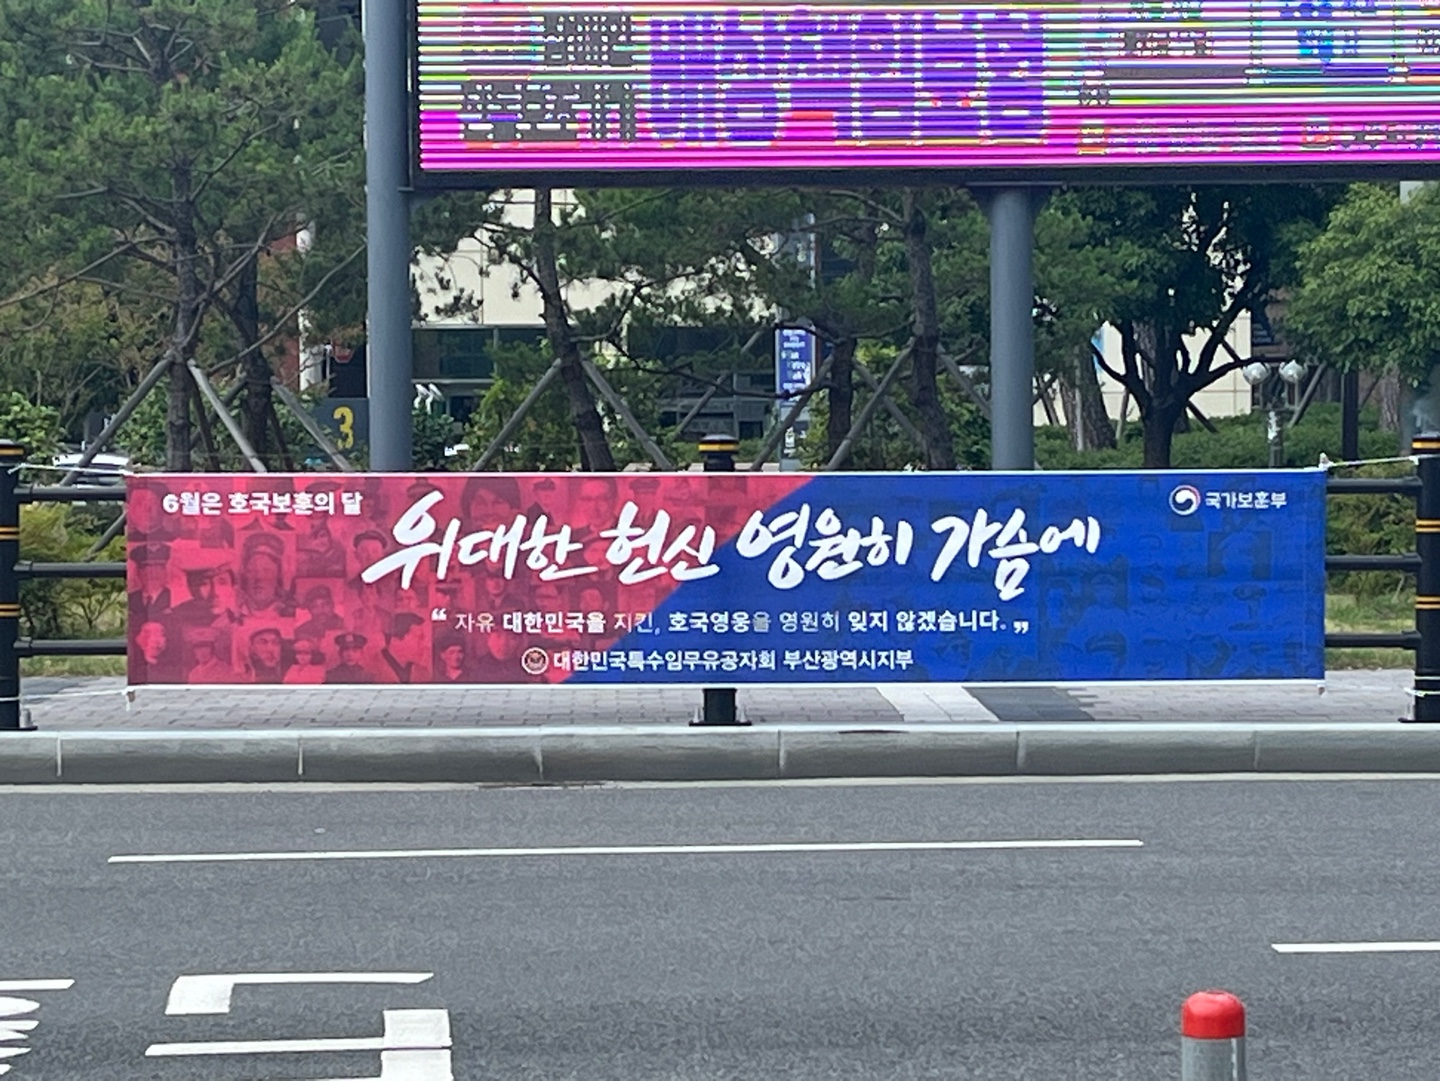 3
6월은 호국보훈의 달
국가보훈부
위대한 헌신 영원히 가슴에
“자유 대한민국을 지킨, 호국영웅을 영원히 잊지 않겠습니다.”
대한민국특수임무유공자회 부산광역시지부